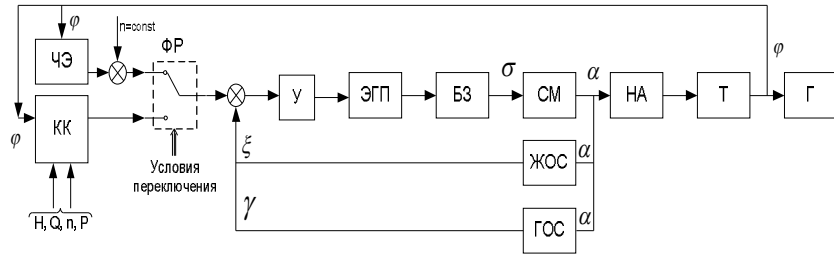 φ
n=const
ФР
φ
ЧЭ
КК
φ
У
ЭГП
БЗ
σ
СМ
α
НА
Т
Г
Условия
переключения
ξ
ЖОС
α
γ
ГОС
α
H, Q, n, P